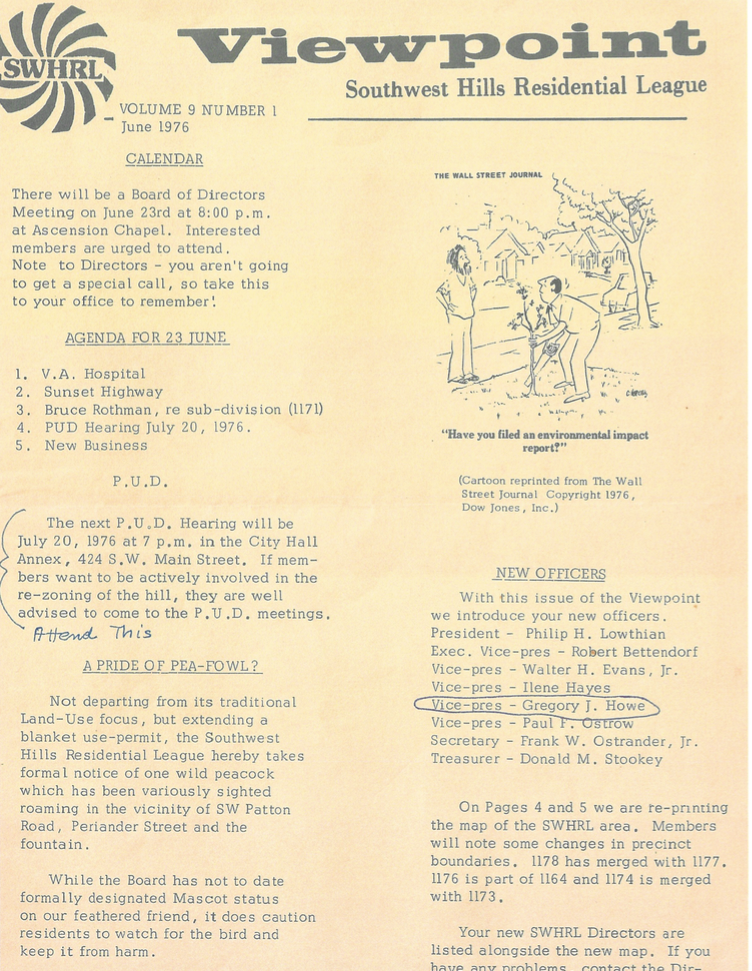 SWHRL
Viewpoint
Southwest Hills Residential League
VOLUME 9 NUMBER 1
June 1976
CALENDAR
There will be a Board of Directors
Meeting on June 23rd at 8:00 p.m.
at Ascension Chapel. Interested
members are urged to attend.
Note to Directors - you aren't going
to get a special call, so take this
to your office to remember!
AGENDA FOR 23 JUNE
1. V.A. Hospital
2. Sunset Highway
3. Bruce Rothman, re sub-division (1171)
4. PUD Hearing July 20, 1976.
5. New Business
P.U.D.
The next P.U.D. Hearing will be
July 20, 1976 at 7 p.m. in the City Hall
Annex, 424 S.W. Main Street. If mem-
bers want to be actively involved in the
re-zoning of the hill, they are well
advised to come to the P.U.D. meetings.
Attend This
A PRIDE OF PEA-FOWL?
Not departing from its traditional
Land-Use focus, but extending a
blanket use-permit, the Southwest
Hills Residential League hereby takes
formal notice of one wild peacock
which has been variously sighted
roaming in the vicinity of SW Patton
Road, Periander Street and the
fountain.
While the Board has not to date
formally designated Mascot status
on our feathered friend, it does caution
residents to watch for the bird and
keep it from harm.
THE WALL STREET JOURNAL
"Have you filed an environmental impact
report?"
(Cartoon reprinted from The Wall
Street Journal Copyright 1976,
Dow Jones, Inc.)
NEW OFFICERS
With this issue of the Viewpoint
we introduce your new officers.
President - Philip H. Lowthian
Exec. Vice-pres - Robert Bettendorf
Vice-pres - Walter H. Evans, Jr.
Vice-pres - Ilene Hayes
Vice-pres - Gregory J. Howe
Vice-pres - Paul F. Ostrow
Secretary - Frank W. Ostrander, Jr.
Treasurer - Donald M. Stookey
On Pages 4 and 5 we are re-printing
the map of the SWHRL area. Members
will note some changes in precinct
boundaries. 1178 has merged with 1177.
1176 is part of 1164 and 1174 is merged
with 1173.
Your new SWHRL Directors are
listed alongside the new map. If you
have any problems, contact the Dir-